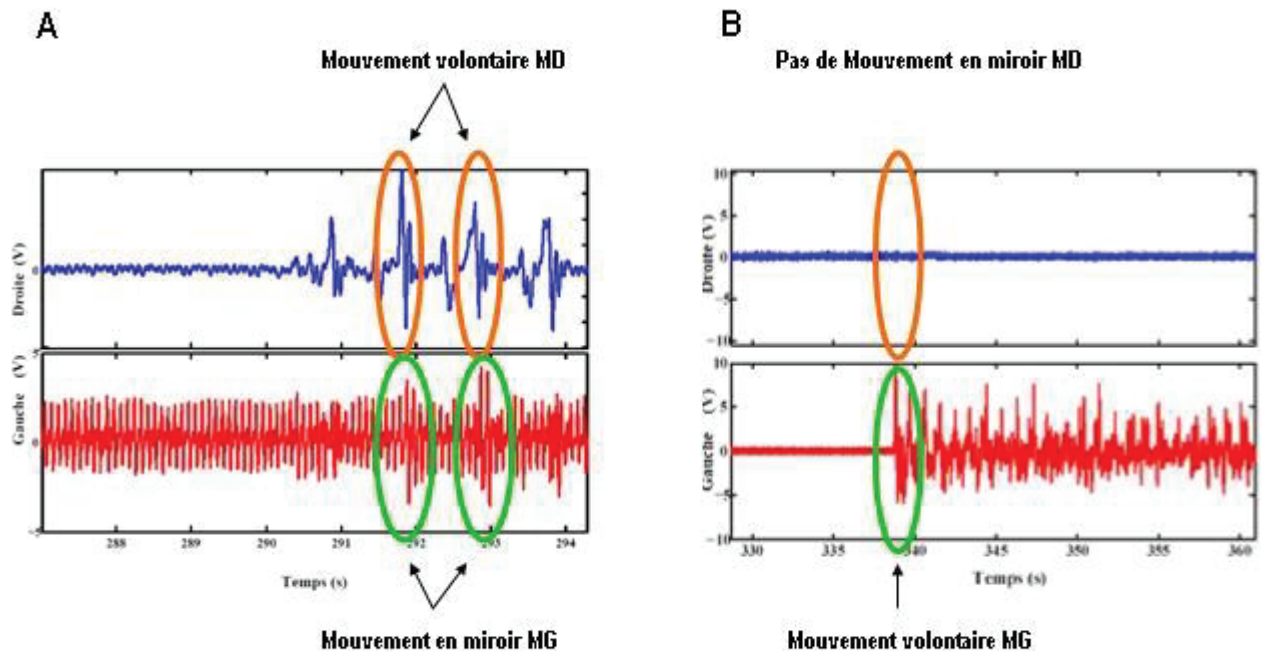 A
Mouvement volontaire MD
Droite (V)
0
5
Gauche (V)
0
-5
288 289 290 291 292 293 294
Temps (s)
Mouvement en miroir MG
B
Pas de Mouvement en miroir MD
10
5
Droite (V)
0
-5
-10
10
5
Gauche (V)
0
-5
-10
330 335 340 345 350 355 360
Temps (s)
Mouvement volontaire MG